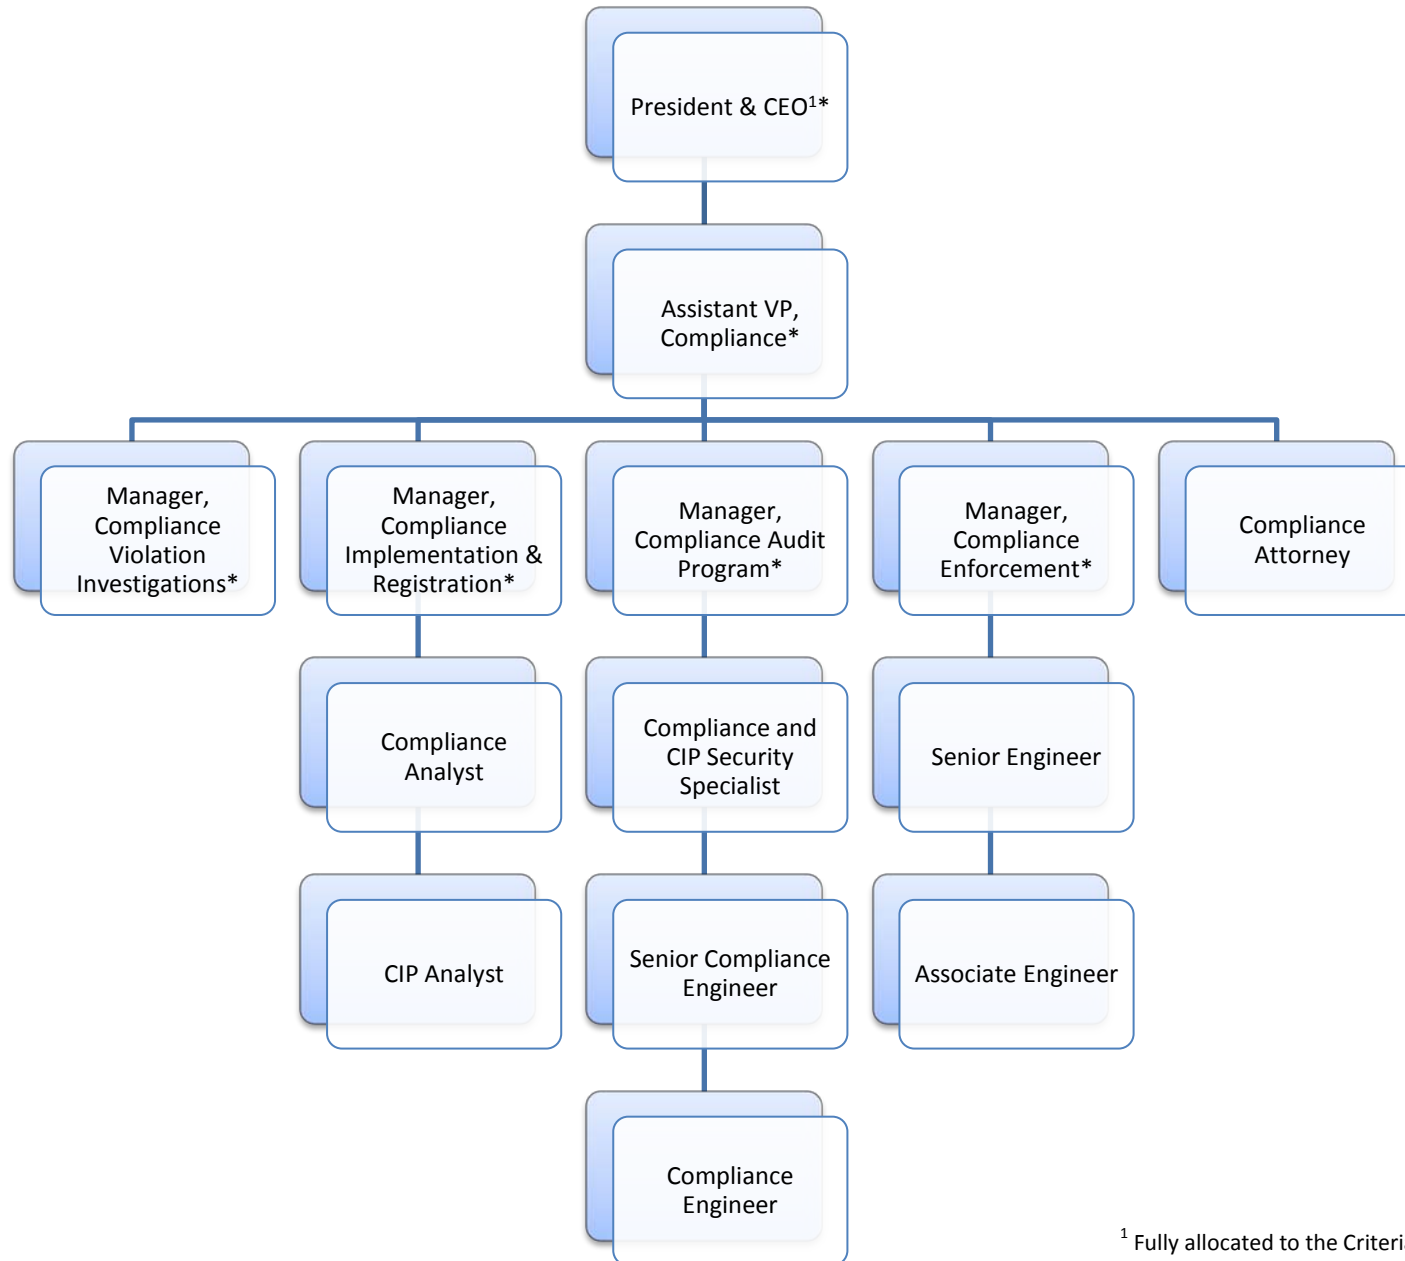 President & CEO¹*
Assistant VP,
Compliance*
Manager,
Compliance
Violation
Investigations*
Manager,
Compliance
Implementation &
Registration*
Manager,
Compliance Audit
Program*
Manager,
Compliance
Enforcement*
Compliance
Attorney
Compliance
Analyst
Compliance and
CIP Security
Specialist
Senior Engineer
CIP Analyst
Senior Compliance
Engineer
Associate Engineer
Compliance
Engineer
¹ Fully allocated to the Criteria